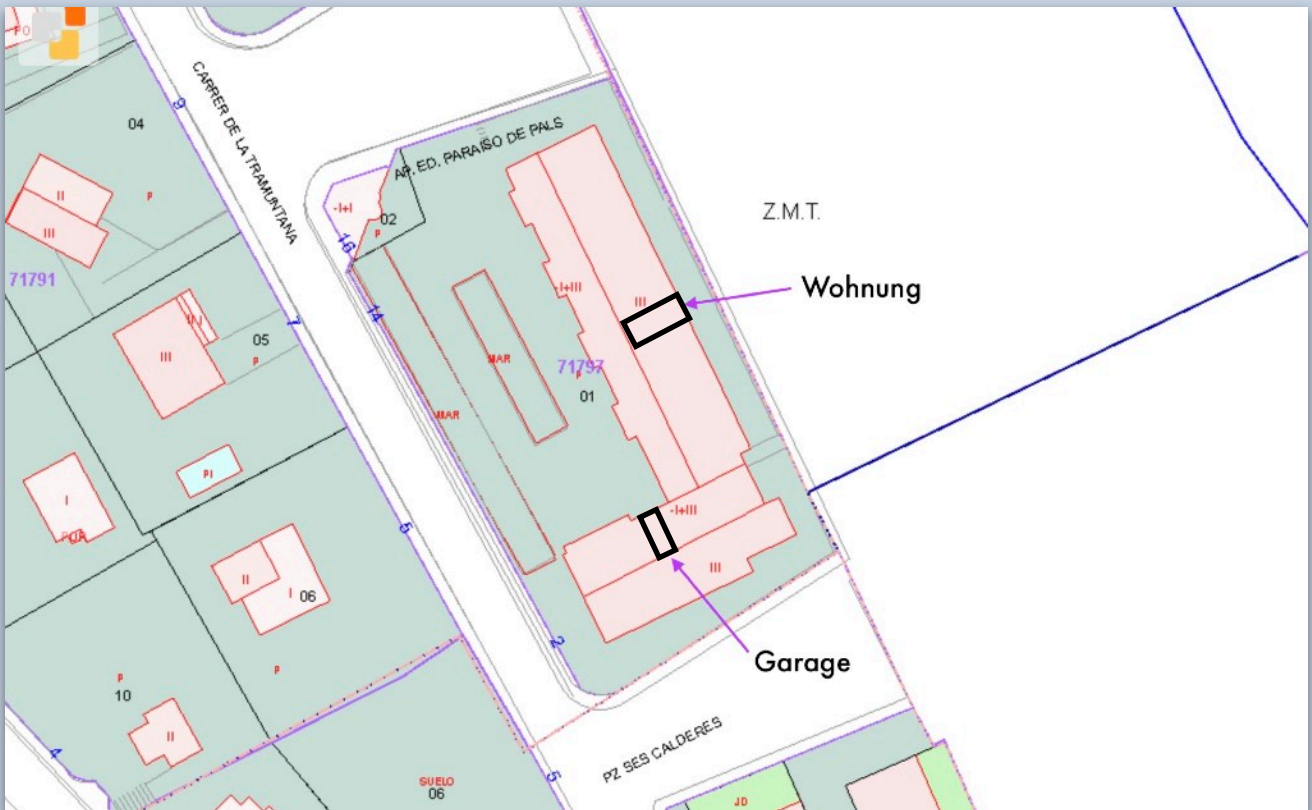 PO
9
CARRER DE LA TRAMUNTANA
04
AP. ED. PARAISO DE PALS
II
P
-I+I
02
P
Z.M.T.
III
16
71791
Wohnung
-I+III
III
14
7
05
III
P
MAR
71797
P
01
MAR
PI
I
POR
5
-I+III
III
II
I
06
2
Garage
P
P
10
II
4
PZ SES CALDERES
SUELO
06
5
JD